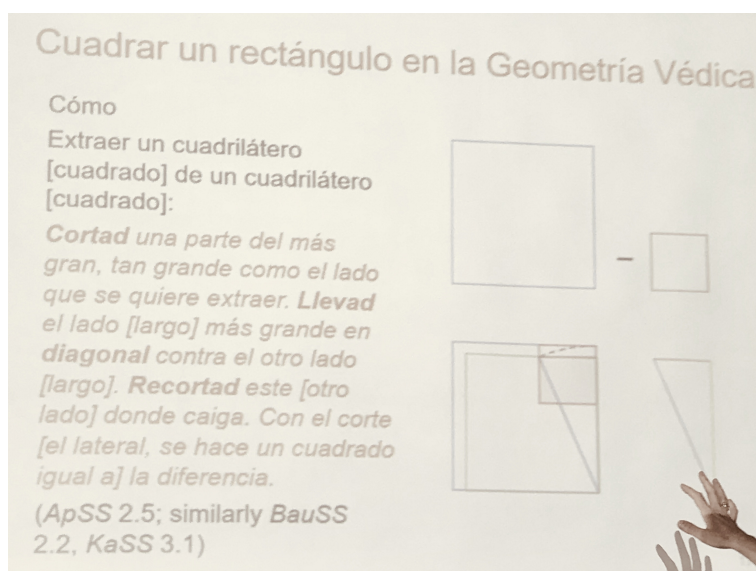 Cuadrar un rectángulo en la Geometría Védica
Cómo
Extraer un cuadrilátero
[cuadrado] de un cuadrilátero
[cuadrado]:
Cortad una parte del más
gran, tan grande como el lado
que se quiere extraer. Llevad
el lado [largo] más grande en
diagonal contra el otro lado
[largo]. Recortad este [otro
lado] donde caiga. Con el corte
[el lateral, se hace un cuadrado
igual a] la diferencia.
(ApSS 2.5; similarly BauSS
2.2, KaSS 3.1)